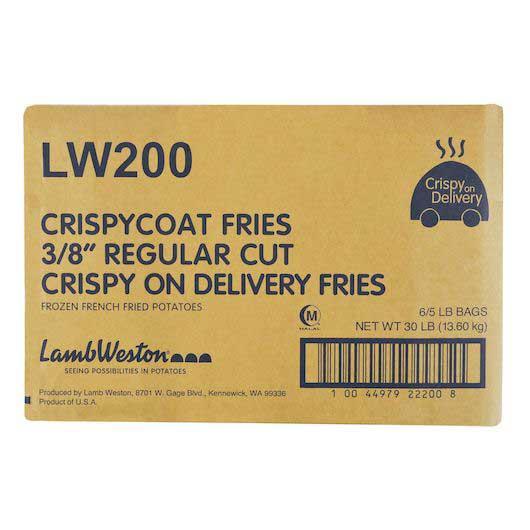 LW200
Crispy on
Delivery
CRISPYCOAT FRIES
3/8" REGULAR CUT
CRISPY ON DELIVERY FRIES
FROZEN FRENCH FRIED POTATOES
M
HALAL
6/5 LB BAGS
NET WT 30 LB (13.60 kg)
LambWeston
SEEING POSSIBILITIES IN POTATOES
Produced by Lamb Weston, 8701 W. Gage Blvd., Kennewick, WA 99336
Product of U.S.A.
1 00 44979 22200 8